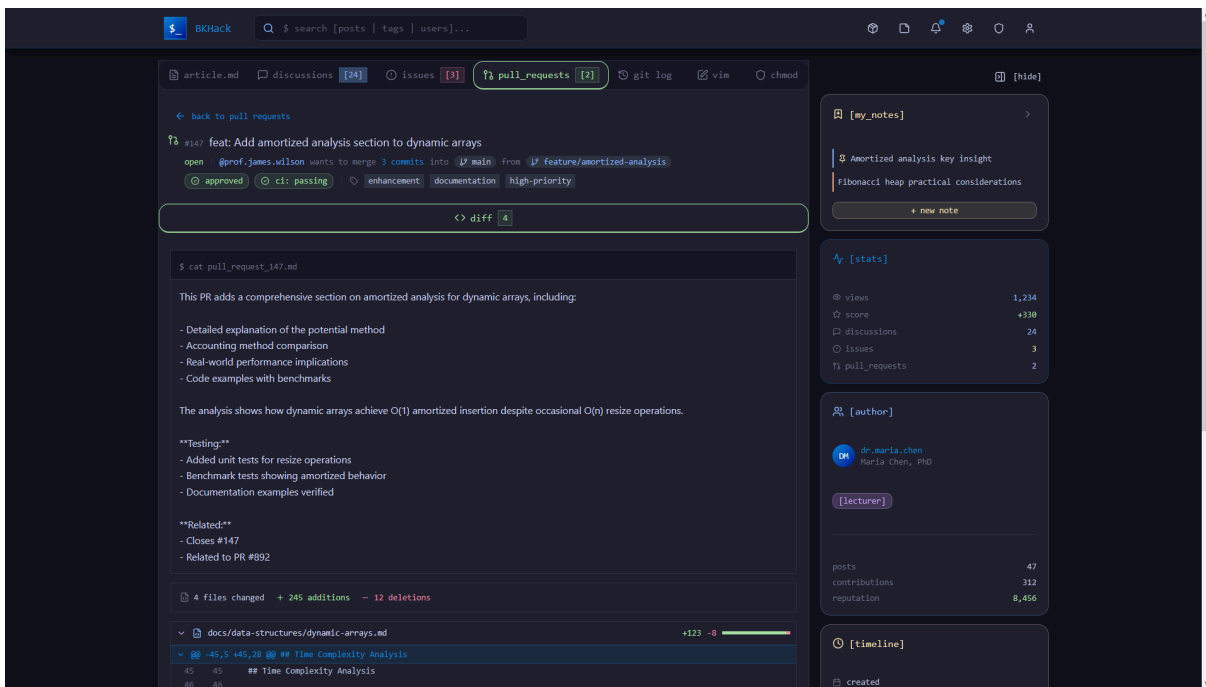 $_ BKHack
$ search [posts | tags | users]...
article.md discussions [24] issues [3] pull_requests [2] git log vim chmod
[hide]
← back to pull requests
#147 feat: Add amortized analysis section to dynamic arrays
open @prof.james.wilson wants to merge 3 commits into main from feature/amortized-analysis
approved ci: passing enhancement documentation high-priority
<> diff 4
$ cat pull_request_147.md
This PR adds a comprehensive section on amortized analysis for dynamic arrays, including:
- Detailed explanation of the potential method
- Accounting method comparison
- Real-world performance implications
- Code examples with benchmarks
The analysis shows how dynamic arrays achieve O(1) amortized insertion despite occasional O(n) resize operations.
**Testing:**
- Added unit tests for resize operations
- Benchmark tests showing amortized behavior
- Documentation examples verified
**Related:**
- Closes #147
- Related to PR #892
4 files changed + 245 additions − 12 deletions
docs/data-structures/dynamic-arrays.md +123 -8
@@ -45,5 +45,28 @@ ## Time Complexity Analysis
45 45 ## Time Complexity Analysis
46 46
[my_notes]
Amortized analysis key insight
Fibonacci heap practical considerations
+ new note
[stats]
views 1,234
score +330
discussions 24
issues 3
pull_requests 2
[author]
DM dr.maria.chen
Maria Chen, PhD
[lecturer]
posts 47
contributions 312
reputation 8,456
[timeline]
created